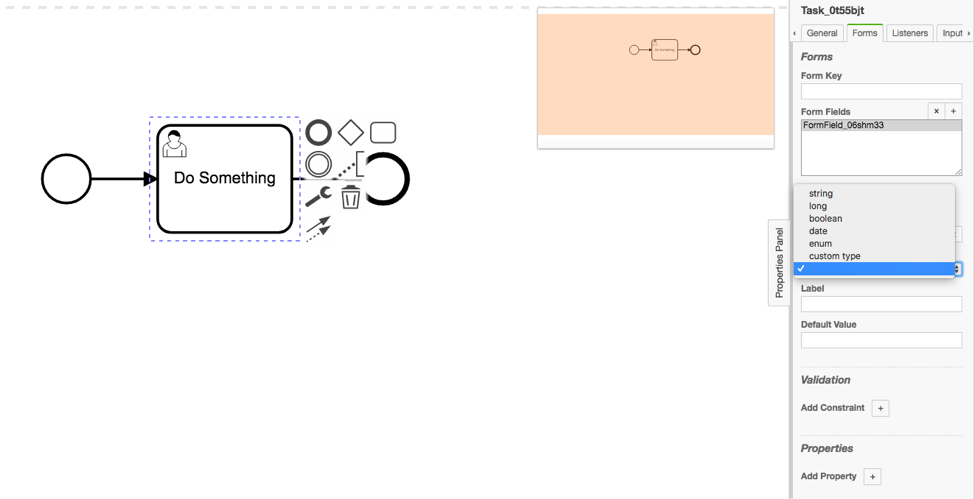 Task_0t55bjt
‹ General Forms Listeners Input ›
Forms
Form Key
Form Fields × +
FormField_06shm33
string
long
boolean
date
enum
custom type
✓
Label
Default Value
Validation
Add Constraint +
Properties
Add Property +
Properties Panel
Do Something
Do Something